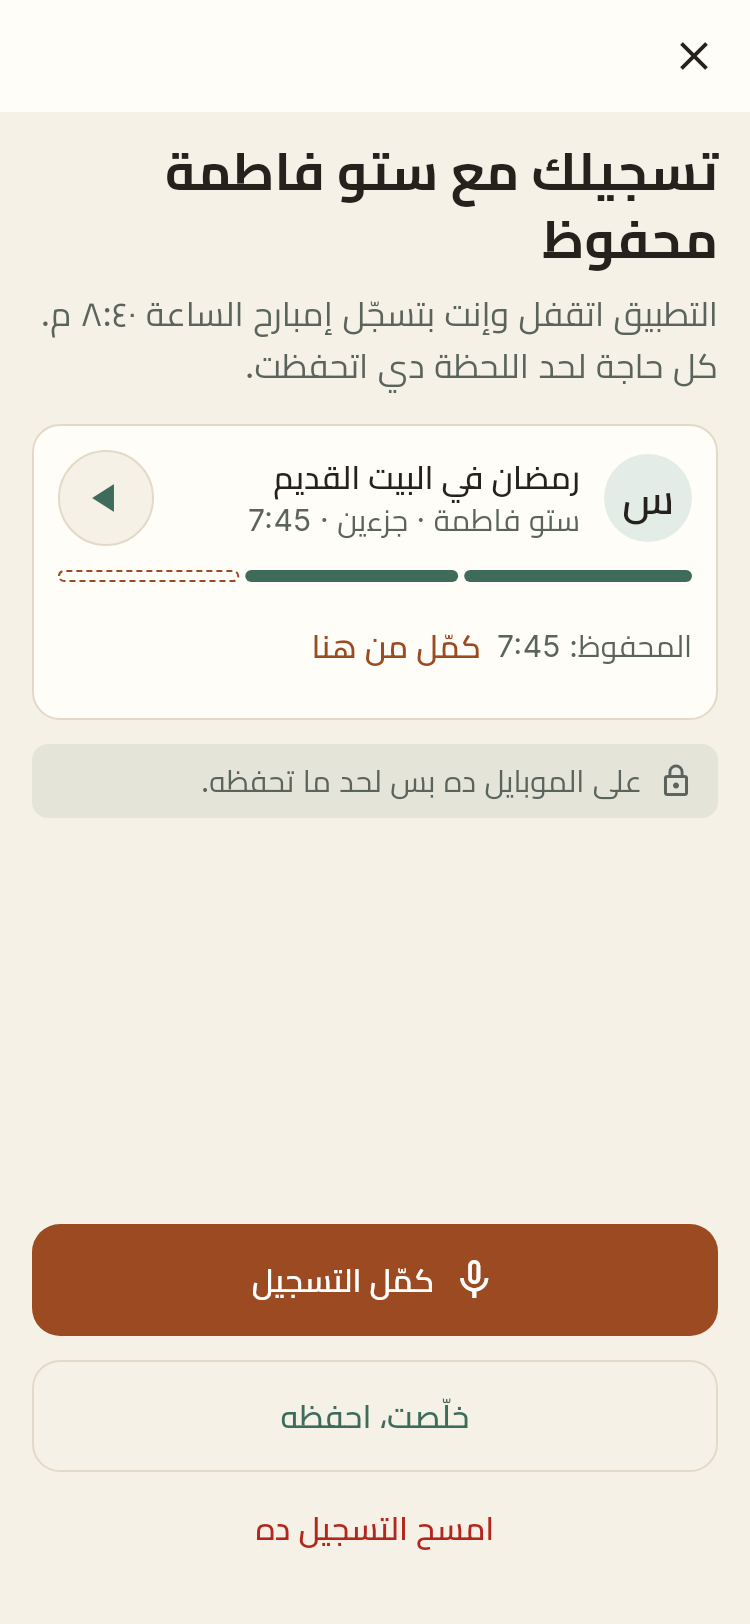 تسجيلك مع ستو فاطمة
محفوظ
التطبيق اتقفل وإنت بتسجّل إمبارح الساعة ٨:٤٠ م.
كل حاجة لحد اللحظة دي اتحفظت.
س
رمضان في البيت القديم
ستو فاطمة · جزءين · 7:45
المحفوظ: 7:45 كمّل من هنا
على الموبايل ده بس لحد ما تحفظه.
كمّل التسجيل
خلّصت، احفظه
امسح التسجيل ده